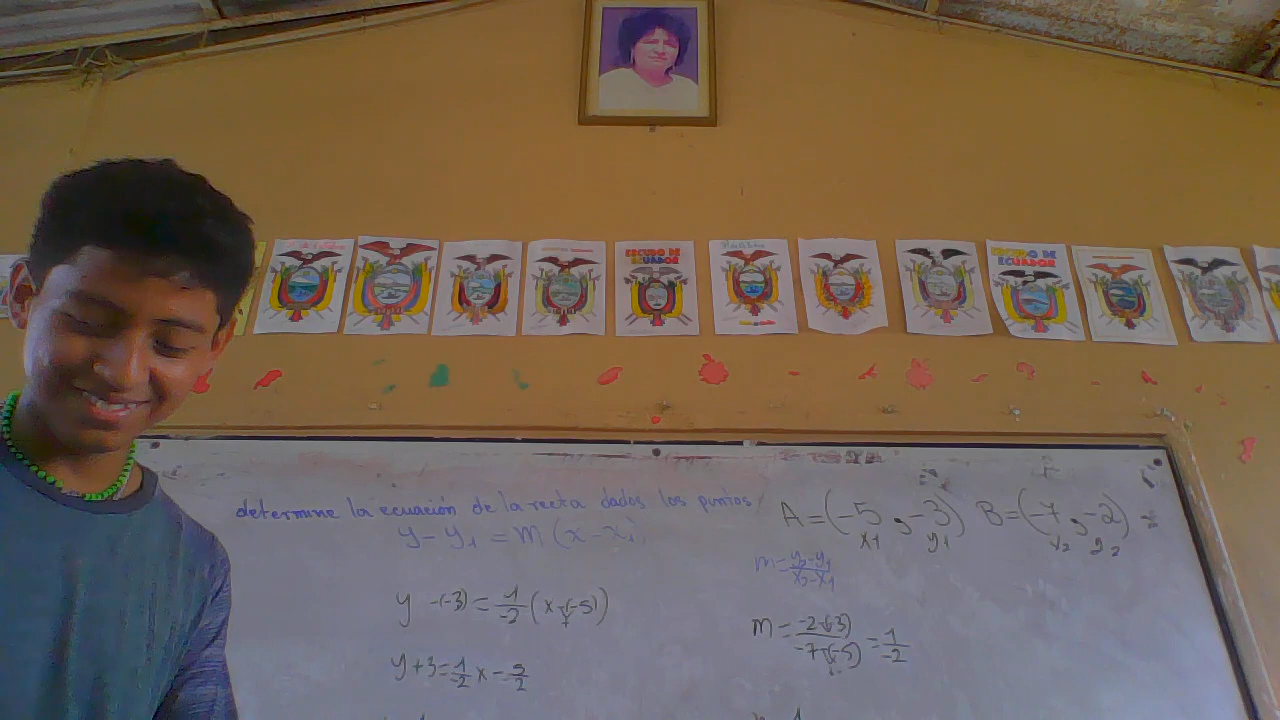 ESCUDO DE ECUADOR
ESCUDO DE ECUADOR
determine la ecuación de la recta dados los puntos A=(-5, -3) B=(-7, -2)
x1 y1 x2 y2
y - y1 = m (x - x1)
m = y2-y1/x2-x1
y -(-3) = 1/-2 (x-(-5))
m = -2-(-3)/-7-(-5) = 1/-2
y+3 = 1/-2 x - 5/2